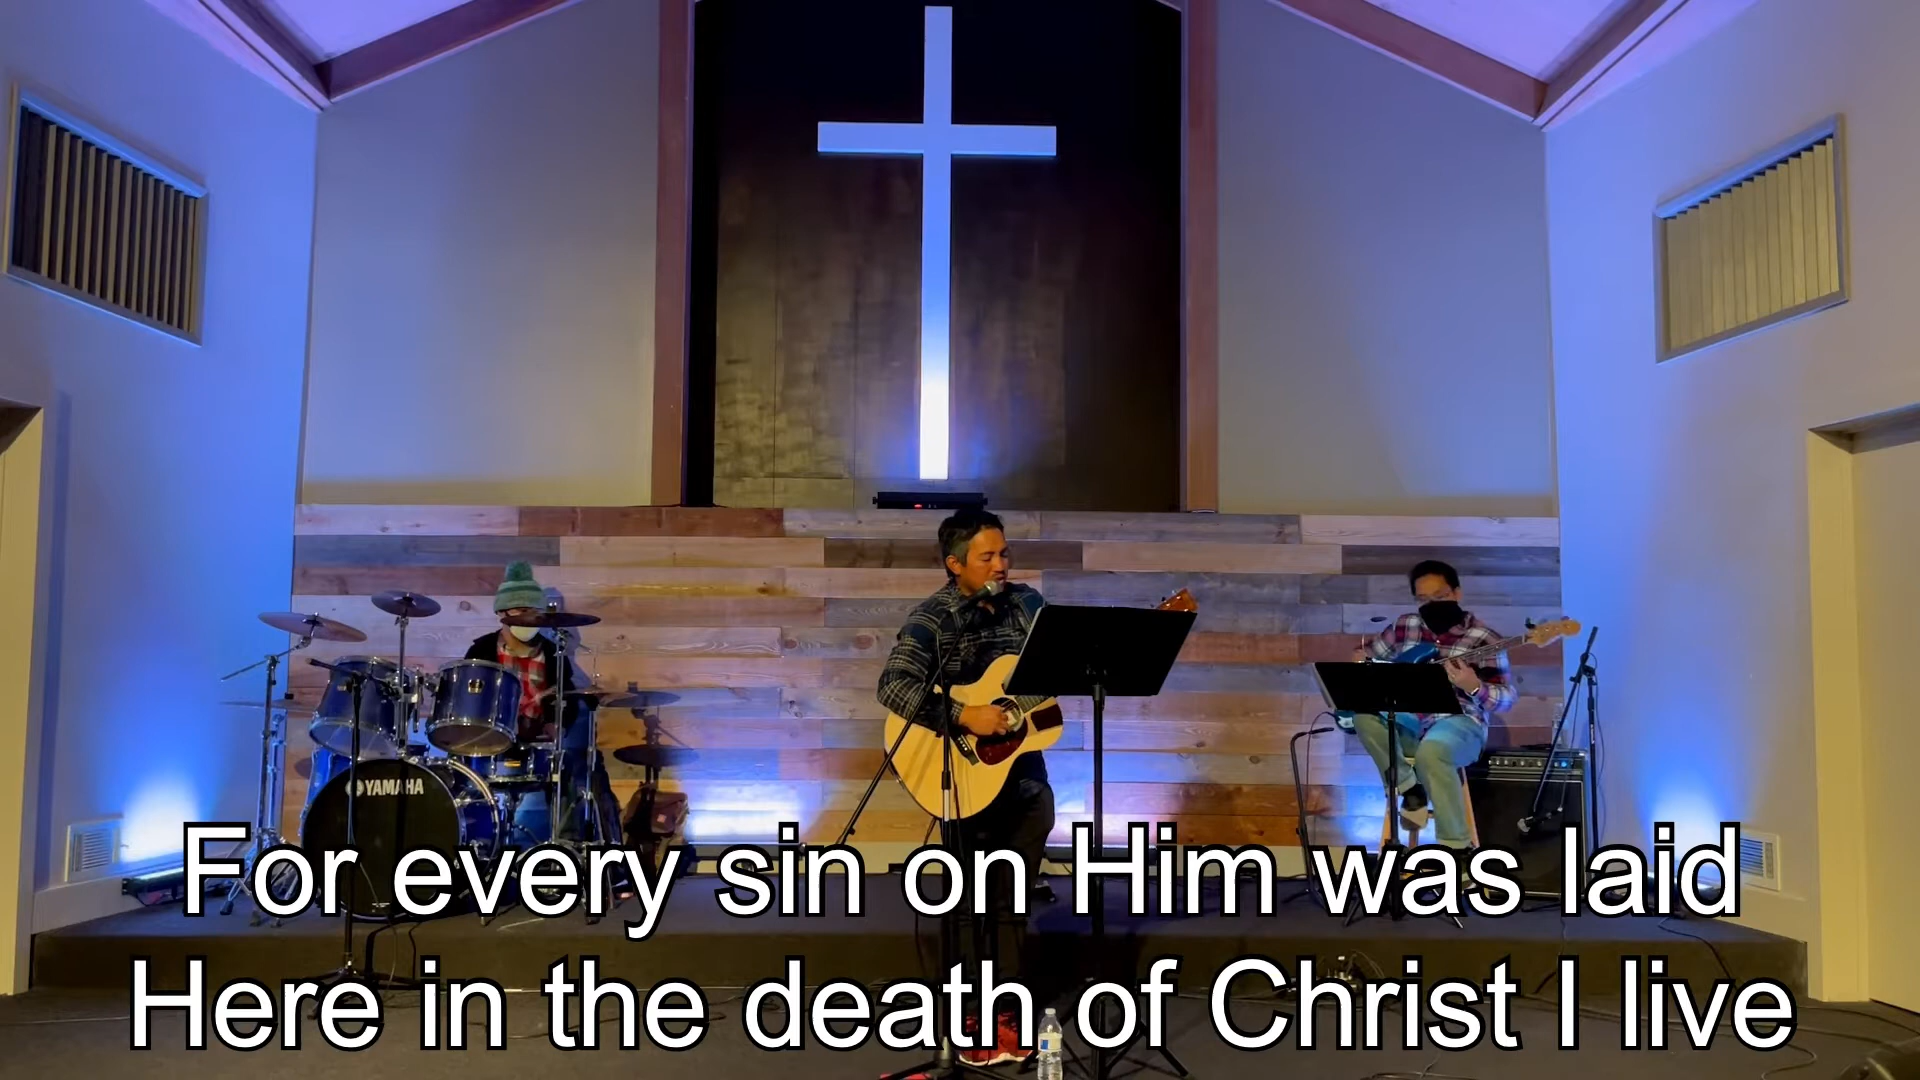 YAMAHA
For every sin on Him was laid
Here in the death of Christ I live